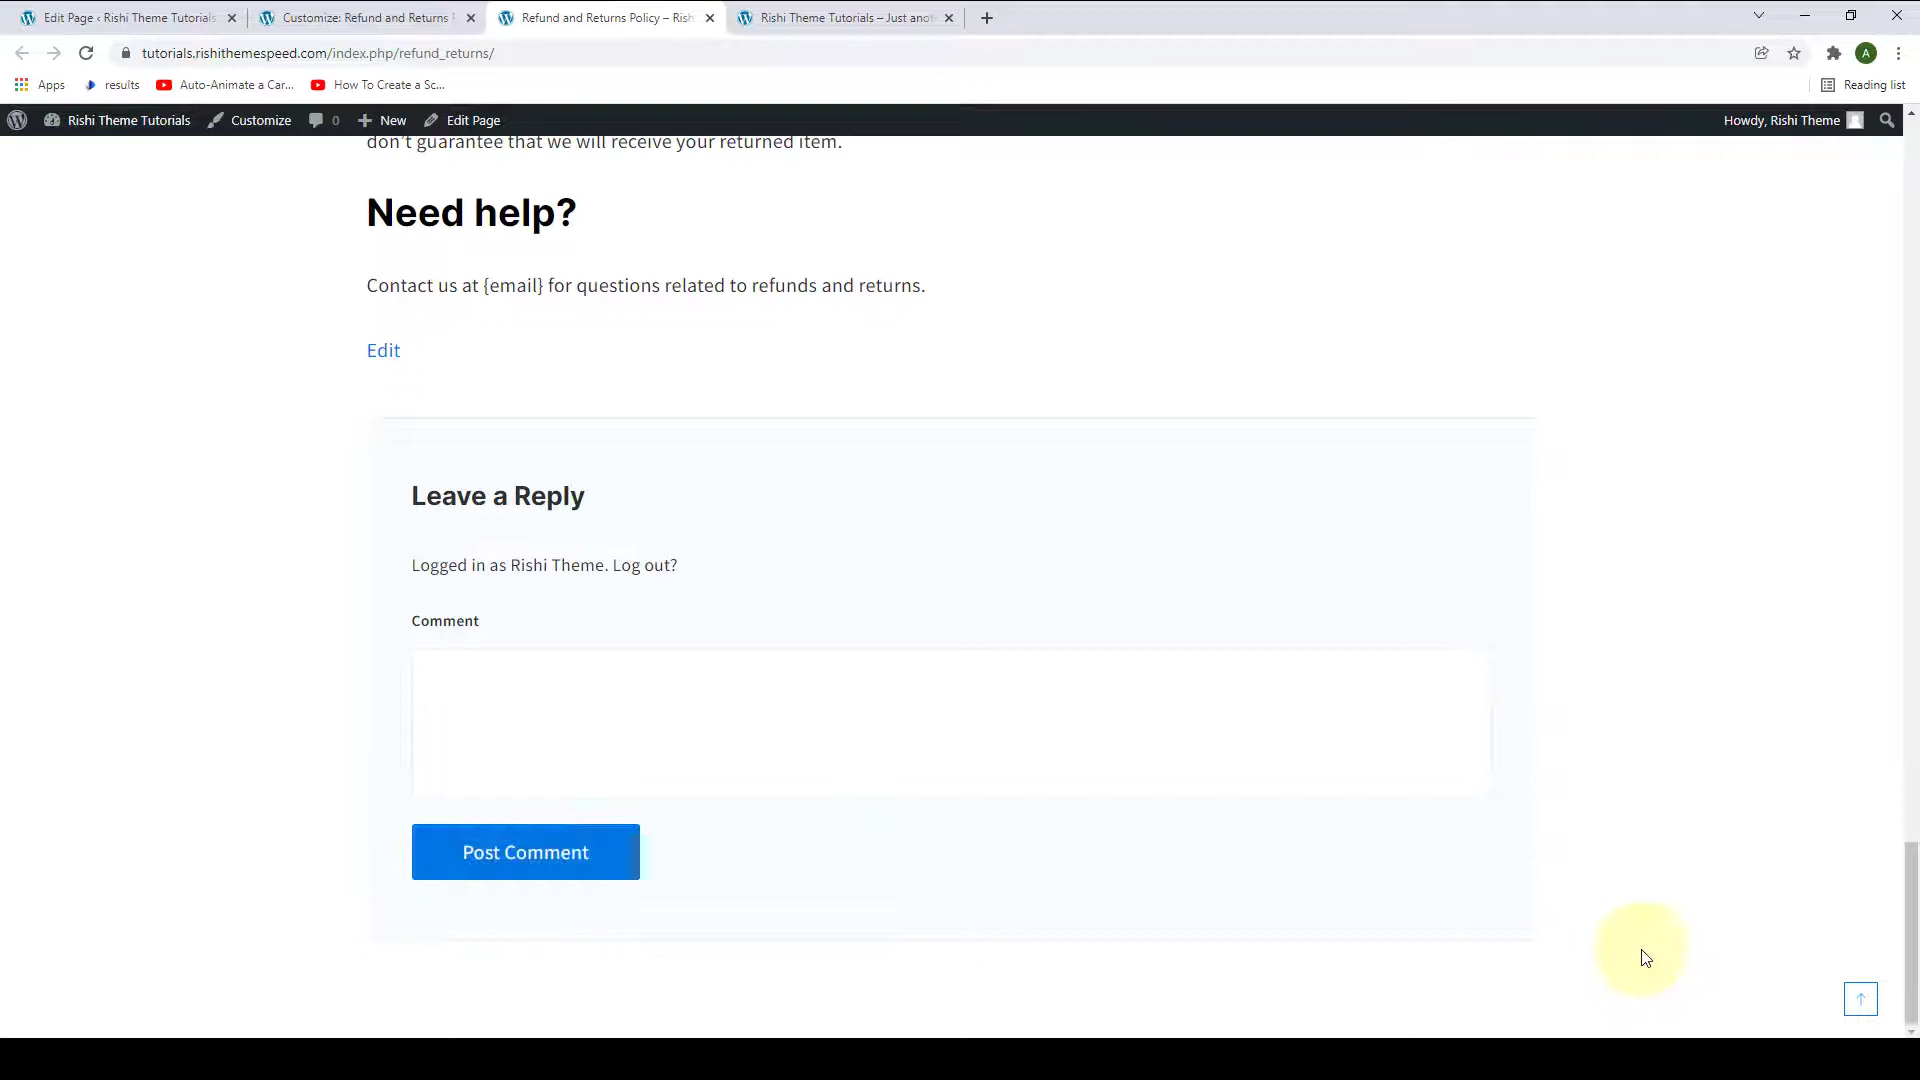 Edit Page ‹ Rishi Theme Tutorials
Customize: Refund and Returns
Refund and Returns Policy – Rish
Rishi Theme Tutorials – Just anot
tutorials.rishithemespeed.com/index.php/refund_returns/
A
Apps
results
Auto-Animate a Car...
How To Create a Sc...
Reading list
Rishi Theme Tutorials
Customize
0
New
Edit Page
Howdy, Rishi Theme
don't guarantee that we will receive your returned item.
Need help?
Contact us at {email} for questions related to refunds and returns.
Edit
Leave a Reply
Logged in as Rishi Theme. Log out?
Comment
Post Comment